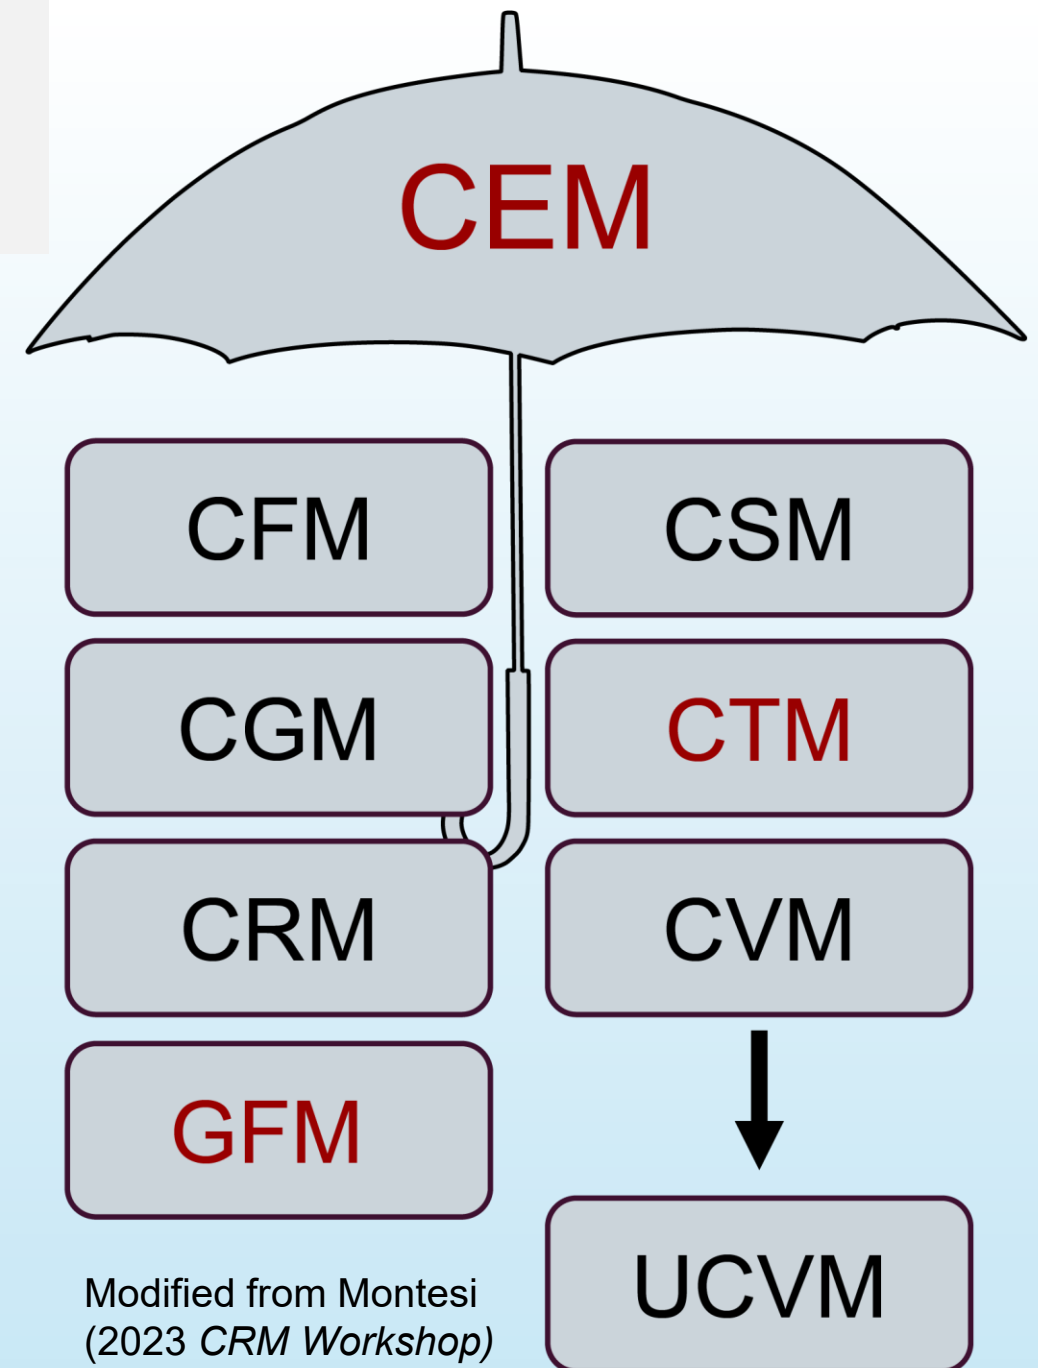 CEM
CFM
CSM
CGM
CTM
CRM
CVM
GFM
UCVM
Modified from Montesi
(2023 CRM Workshop)